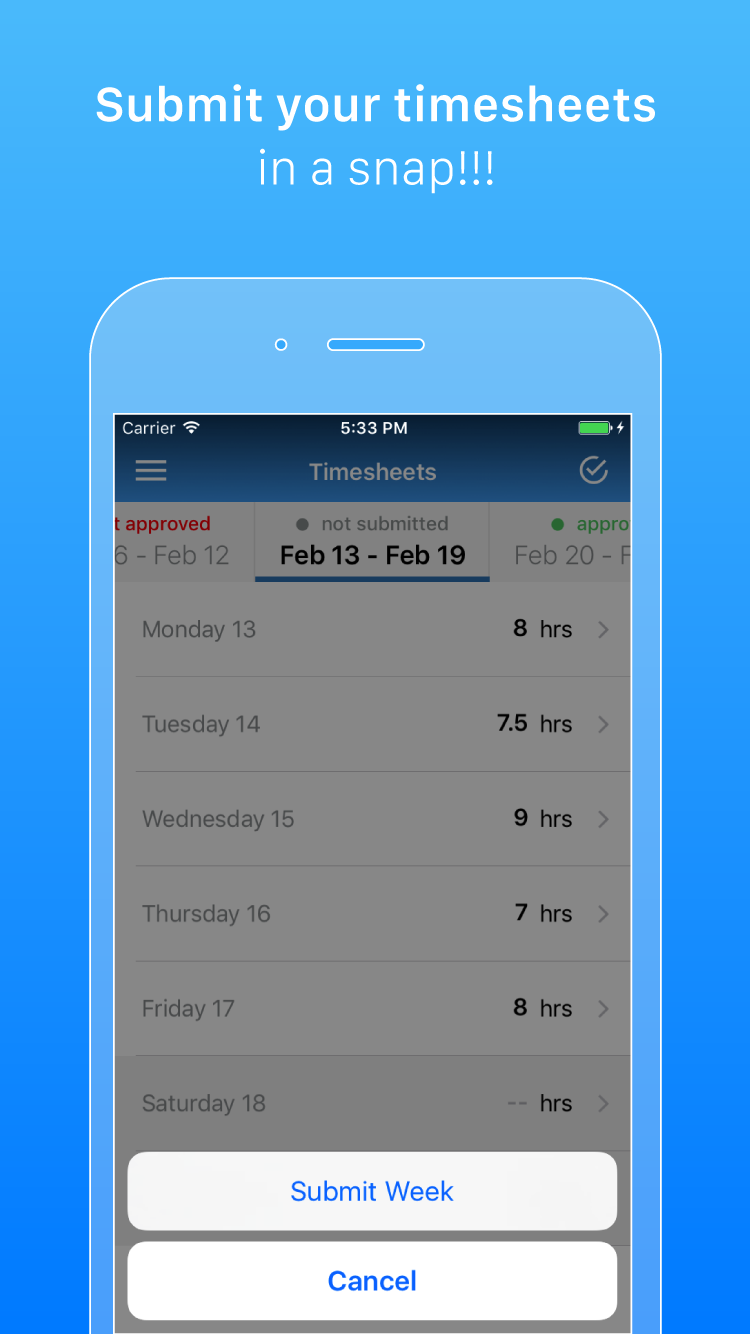 Submit your timesheets
in a snap!!!
Carrier 5:33 PM
Timesheets
t approved not submitted appro
6 - Feb 12 Feb 13 - Feb 19 Feb 20 - F
Monday 13 8 hrs
Tuesday 14 7.5 hrs
Wednesday 15 9 hrs
Thursday 16 7 hrs
Friday 17 8 hrs
Saturday 18 -- hrs
Submit Week
Cancel